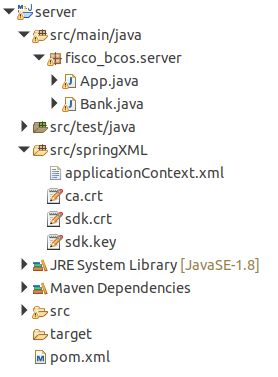 server
src/main/java
fisco_bcos.server
App.java
Bank.java
src/test/java
src/springXML
applicationContext.xml
ca.crt
sdk.crt
sdk.key
JRE System Library [JavaSE-1.8]
Maven Dependencies
src
target
pom.xml